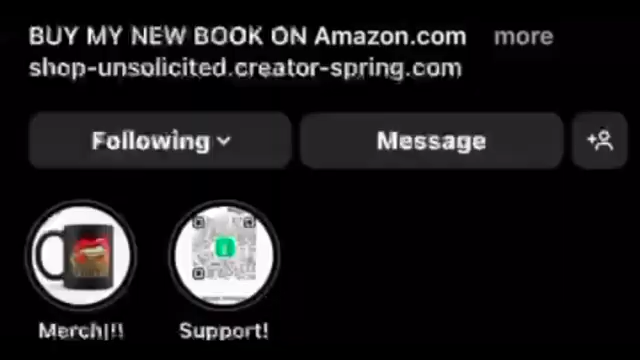 BUY MY NEW BOOK ON Amazon.com more
shop-unsolicited.creator-spring.com
Following Message
Merch!!! Support!